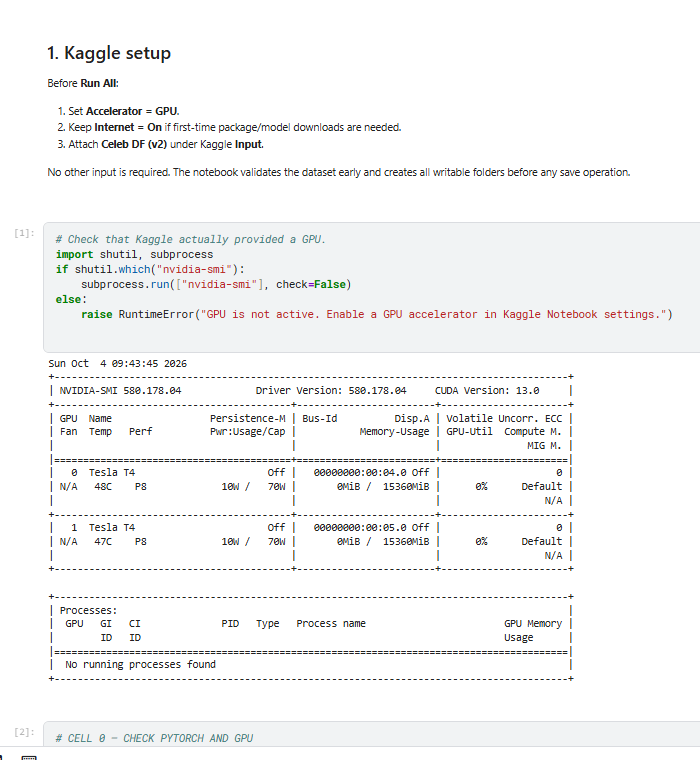 1. Kaggle setup
Before Run All:
1. Set Accelerator = GPU.
2. Keep Internet = On if first-time package/model downloads are needed.
3. Attach Celeb DF (v2) under Kaggle Input.
No other input is required. The notebook validates the dataset early and creates all writable folders before any save operation.
[1]:
# Check that Kaggle actually provided a GPU.
import shutil, subprocess
if shutil.which("nvidia-smi"):
    subprocess.run(["nvidia-smi"], check=False)
else:
    raise RuntimeError("GPU is not active. Enable a GPU accelerator in Kaggle Notebook settings.")
Sun Oct  4 09:43:45 2026
+-----------------------------------------------------------------------------------------+
| NVIDIA-SMI 580.178.04             Driver Version: 580.178.04     CUDA Version: 13.0     |
+-----------------------------------------+------------------------+----------------------+
| GPU  Name                 Persistence-M | Bus-Id          Disp.A | Volatile Uncorr. ECC |
| Fan  Temp   Perf          Pwr:Usage/Cap |           Memory-Usage | GPU-Util  Compute M. |
|                                         |                        |               MIG M. |
|=========================================+========================+======================|
|   0  Tesla T4                       Off |   00000000:00:04.0 Off |                    0 |
| N/A   48C    P8             10W /   70W |       0MiB /  15360MiB |      0%      Default |
|                                         |                        |                  N/A |
+-----------------------------------------+------------------------+----------------------+
|   1  Tesla T4                       Off |   00000000:00:05.0 Off |                    0 |
| N/A   47C    P8             10W /   70W |       0MiB /  15360MiB |      0%      Default |
|                                         |                        |                  N/A |
+-----------------------------------------+------------------------+----------------------+
+-----------------------------------------------------------------------------------------+
| Processes:                                                                              |
|  GPU   GI   CI              PID   Type   Process name                        GPU Memory |
|        ID   ID                                                               Usage      |
|=========================================================================================|
|  No running processes found                                                             |
+-----------------------------------------------------------------------------------------+
[2]:
# CELL 0 — CHECK PYTORCH AND GPU